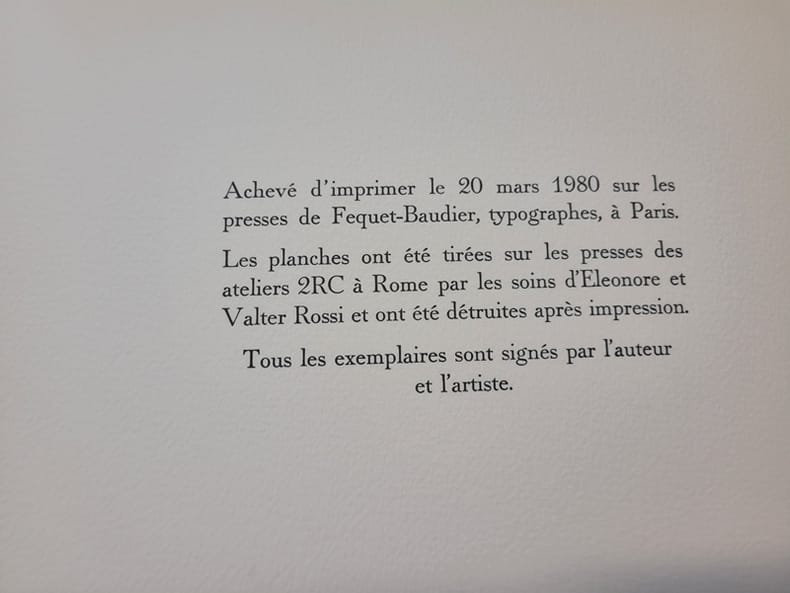 Achevé d'imprimer le 20 mars 1980 sur les
presses de Fequet-Baudier, typographes, à Paris.
Les planches ont été tirées sur les presses des
ateliers 2RC à Rome par les soins d'Eleonore et
Valter Rossi et ont été détruites après impression.
Tous les exemplaires sont signés par l'auteur
et l'artiste.